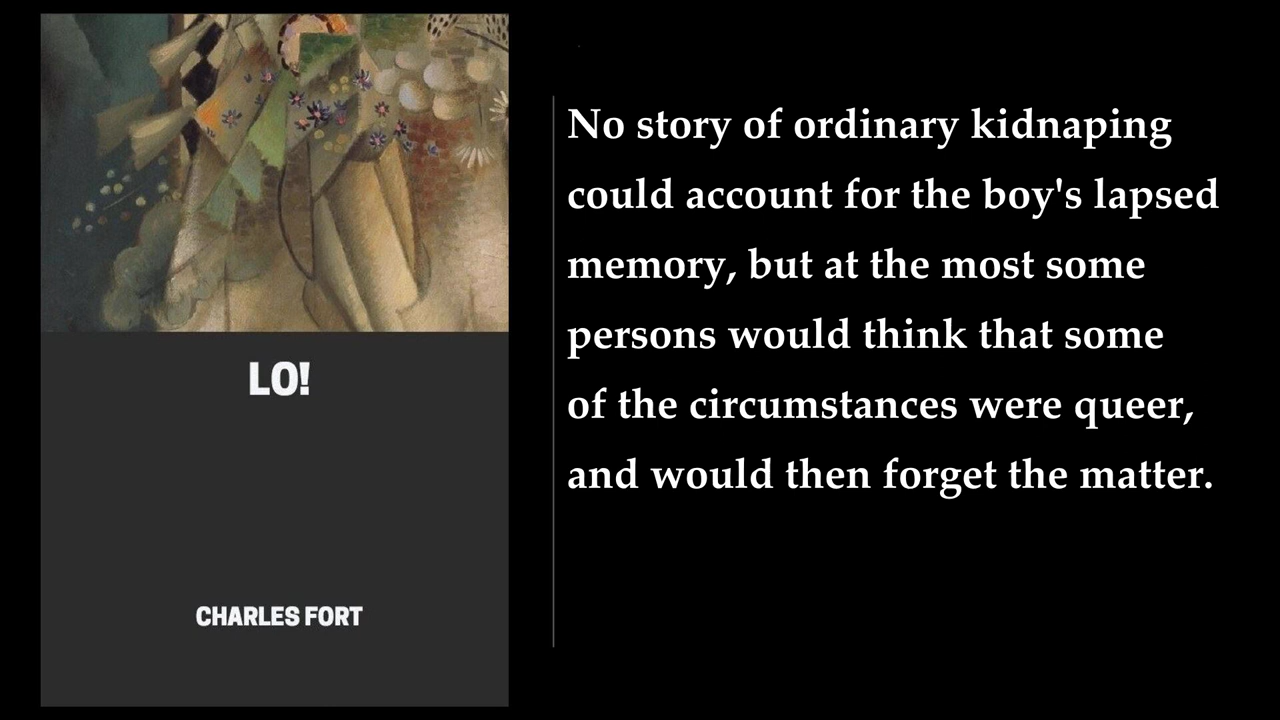 LO!
CHARLES FORT
No story of ordinary kidnaping
could account for the boy's lapsed
memory, but at the most some
persons would think that some
of the circumstances were queer,
and would then forget the matter.